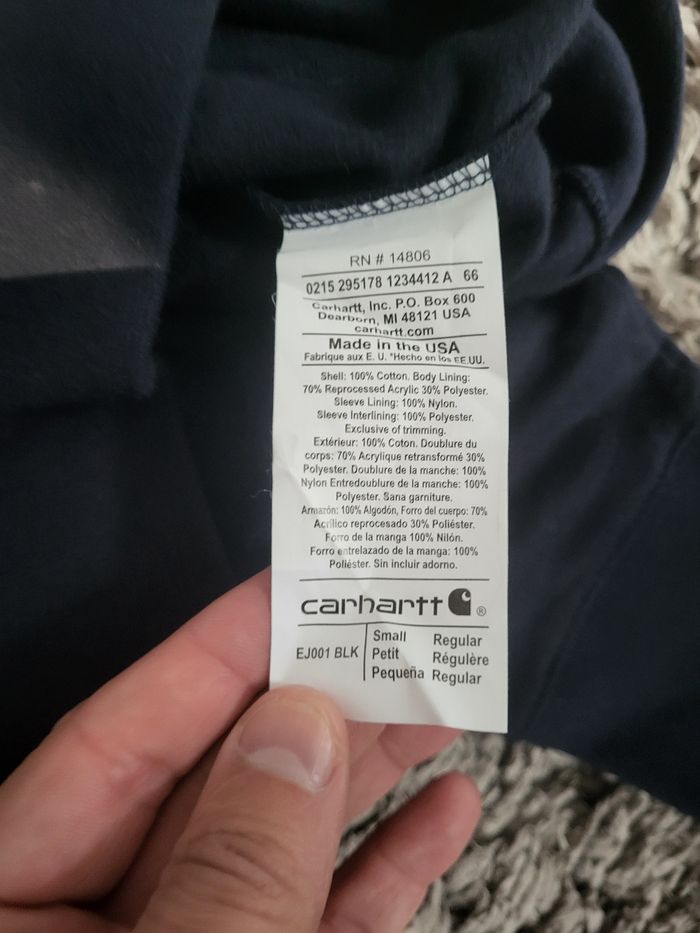 RN # 14806
0215 295178 1234412 A 66
Carhartt, Inc. P.O. Box 600
Dearborn, MI 48121 USA
carhartt.com
Made in the USA
Fabrique aux E. U. *Hecho en los EE.UU.
Shell: 100% Cotton. Body Lining:
70% Reprocessed Acrylic 30% Polyester.
Sleeve Lining: 100% Nylon.
Sleeve Interlining: 100% Polyester.
Exclusive of trimming.
Extérieur: 100% Coton. Doublure du
corps: 70% Acrylique retransformé 30%
Polyester. Doublure de la manche: 100%
Nylon Entredoublure de la manche: 100%
Polyester. Sana garniture.
Armazón: 100% Algodón, Forro del cuerpo: 70%
Acrílico reprocesado 30% Poliéster.
Forro de la manga 100% Nilón.
Forro entrelazado de la manga: 100%
Poliéster. Sin incluir adorno.
carhartt ®
EJ001 BLK
Small Regular
Petit Régulère
Pequeña Regular